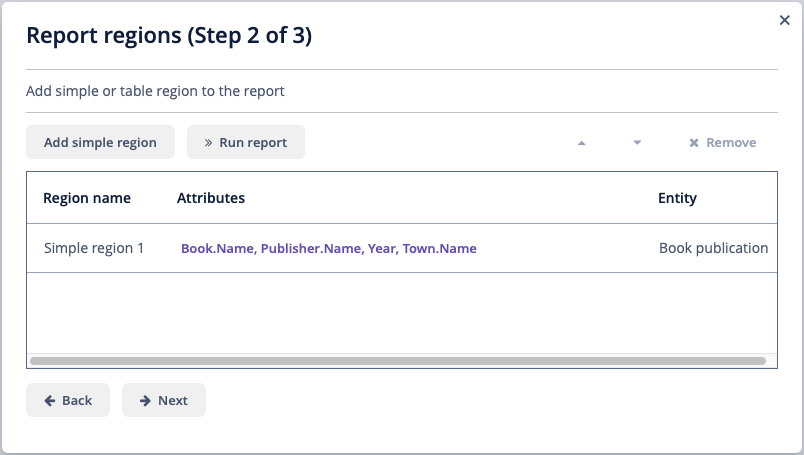 Report regions (Step 2 of 3)
Add simple or table region to the report
Add simple region Run report Remove
Region name Attributes Entity
Simple region 1 Book.Name, Publisher.Name, Year, Town.Name Book publication
Back Next